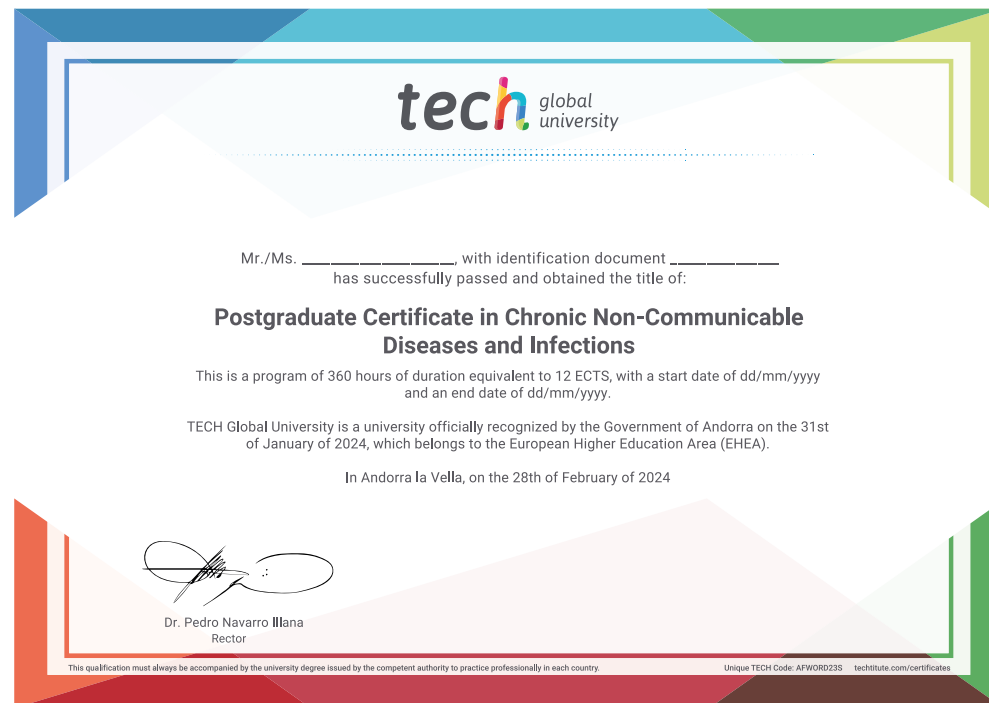 tech global
university
Mr./Ms. ____________________, with identification document ______________
has successfully passed and obtained the title of:
Postgraduate Certificate in Chronic Non-Communicable
Diseases and Infections
This is a program of 360 hours of duration equivalent to 12 ECTS, with a start date of dd/mm/yyyy
and an end date of dd/mm/yyyy.
TECH Global University is a university officially recognized by the Government of Andorra on the 31st
of January of 2024, which belongs to the European Higher Education Area (EHEA).
In Andorra la Vella, on the 28th of February of 2024
Dr. Pedro Navarro Illana
Rector
This qualification must always be accompanied by the university degree issued by the competent authority to practice professionally in each country.
Unique TECH Code: AFWORD23S techtitute.com/certificates